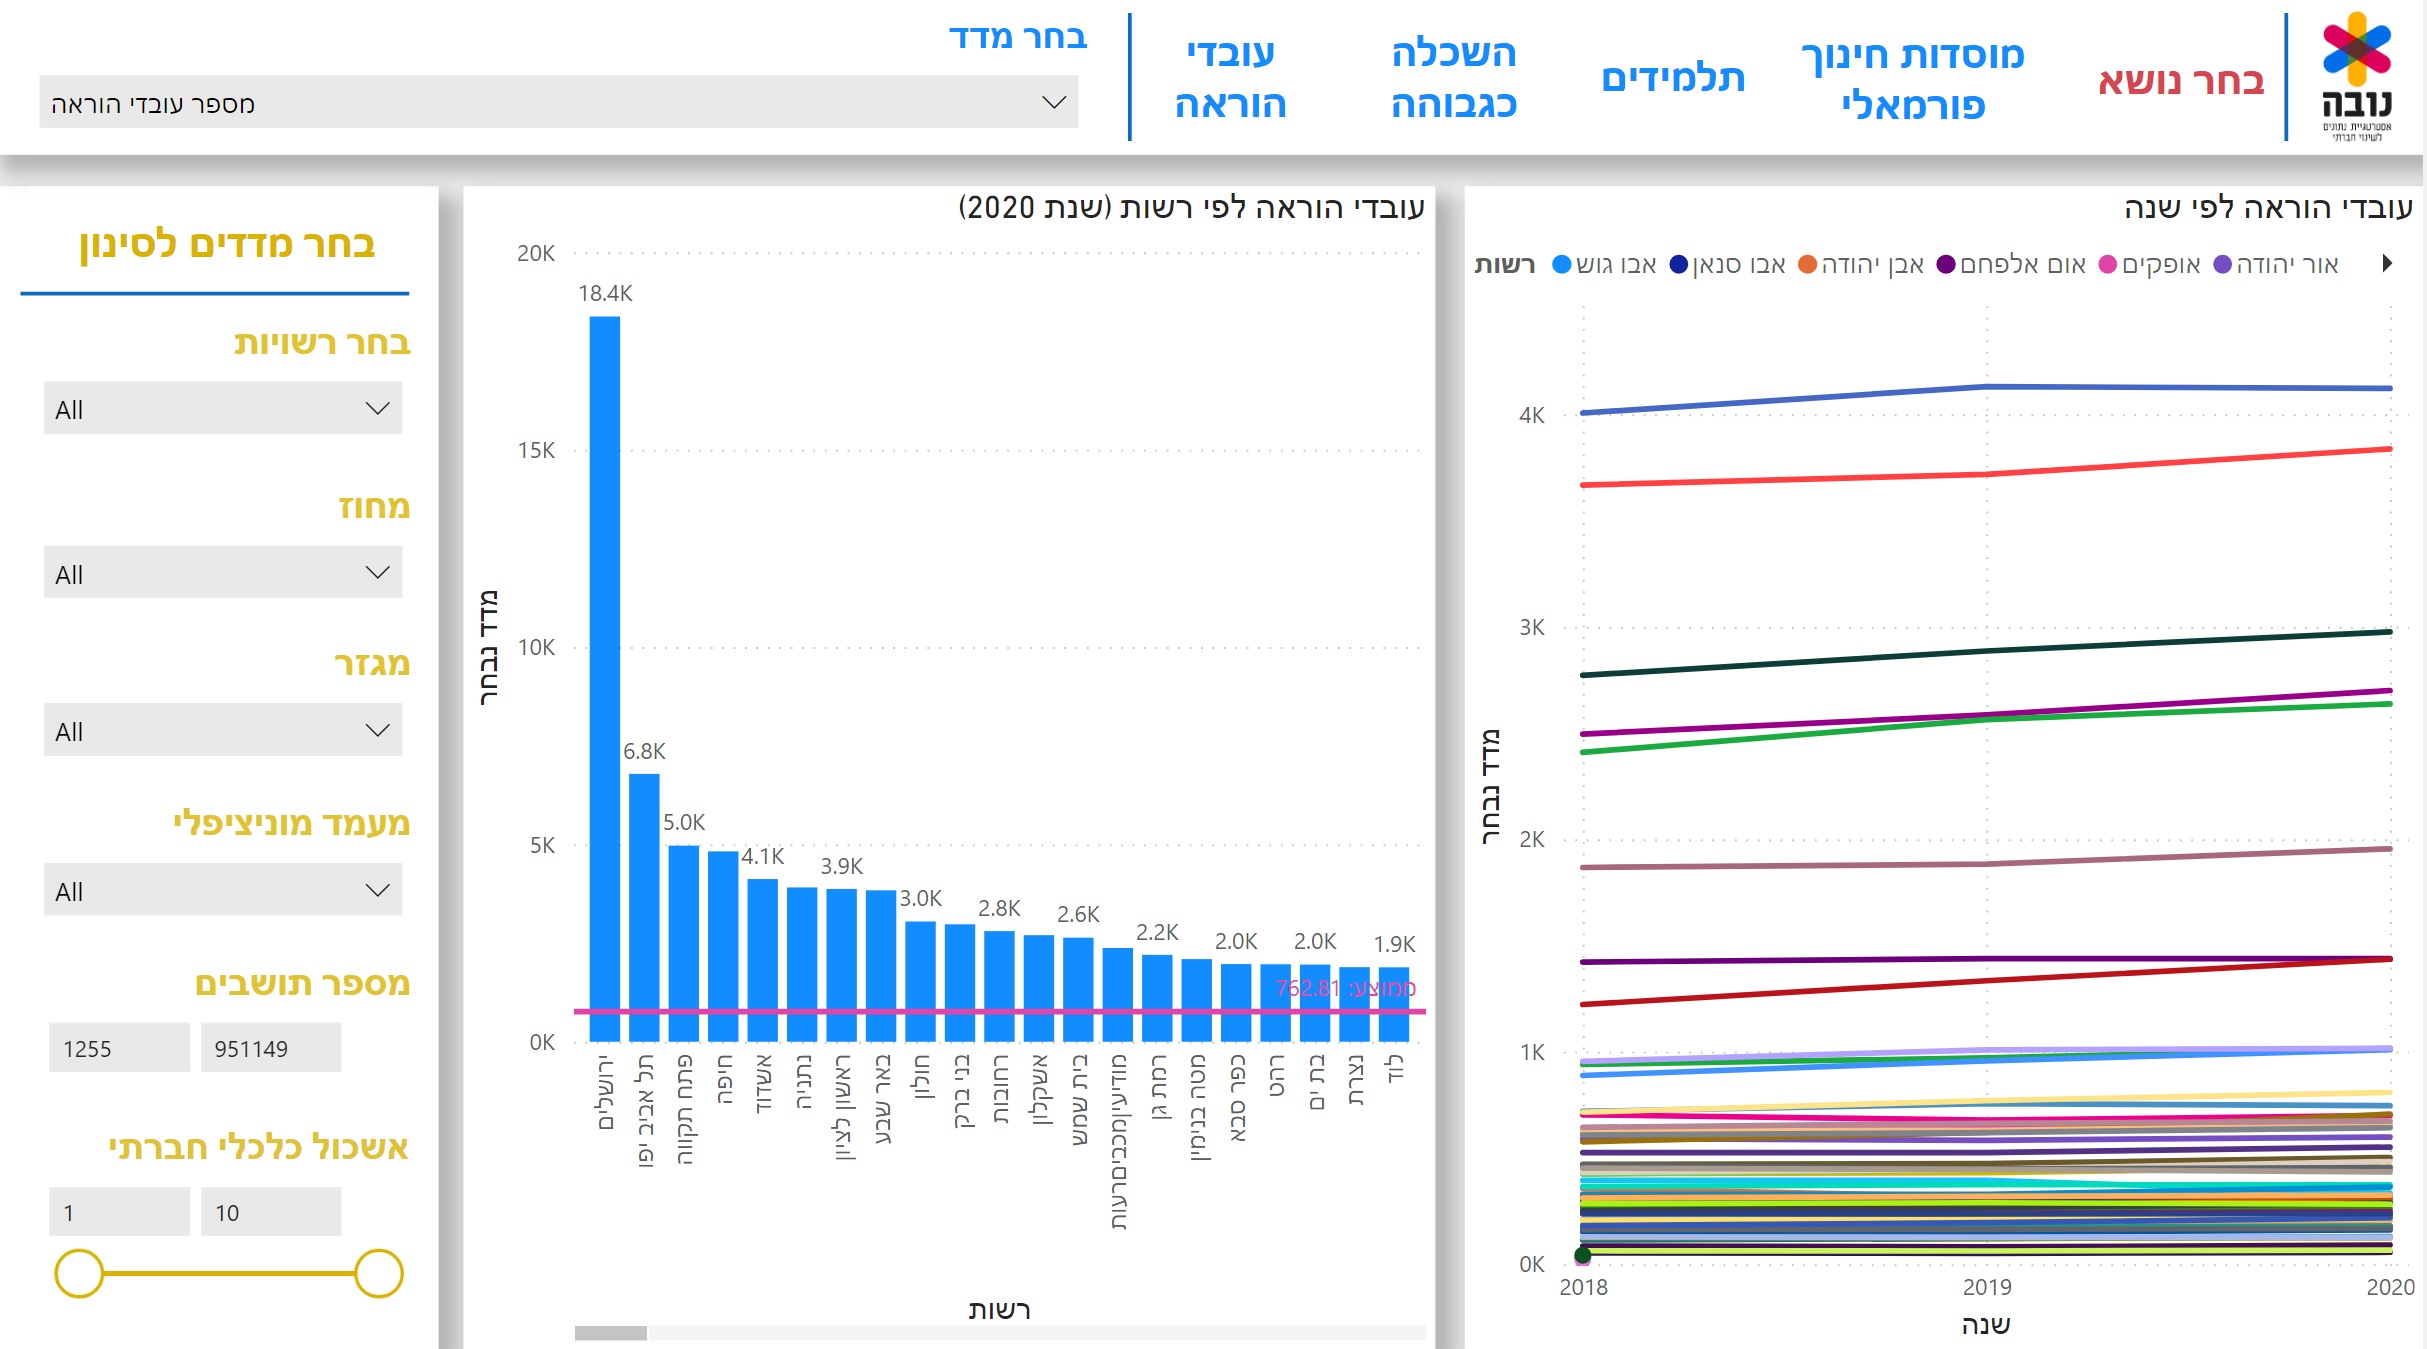 נובה
אסטרטגיית נתונים
לשינוי חברתי
בחר נושא
מוסדות חינוך
פורמאלי
תלמידים
השכלה
כגבוהה
עובדי
הוראה
בחר מדד
מספר עובדי הוראה
עובדי הוראה לפי שנה
רשות אבו גוש אבו סנאן אבן יהודה אום אלפחם אופקים אור יהודה
מדד נבחר
4K
3K
2K
1K
0K
2018 2019 2020
שנה
עובדי הוראה לפי רשות (שנת 2020)
מדד נבחר
20K
15K
10K
5K
0K
18.4K
6.8K
5.0K
4.1K
3.9K
3.0K
2.8K
2.6K
2.2K
2.0K
2.0K
1.9K
ממוצע: 762.81
ירושלים
תל אביב יפו
פתח תקווה
חיפה
אשדוד
נתניה
ראשון לציון
באר שבע
חולון
בני ברק
רחובות
אשקלון
בית שמש
מודיעיןמכביםרעות
רמת גן
מטה בנימין
כפר סבא
רהט
בת ים
נצרת
לוד
רשות
בחר מדדים לסינון
בחר רשויות
All
מחוז
All
מגזר
All
מעמד מוניציפלי
All
מספר תושבים
1255 951149
אשכול כלכלי חברתי
1 10